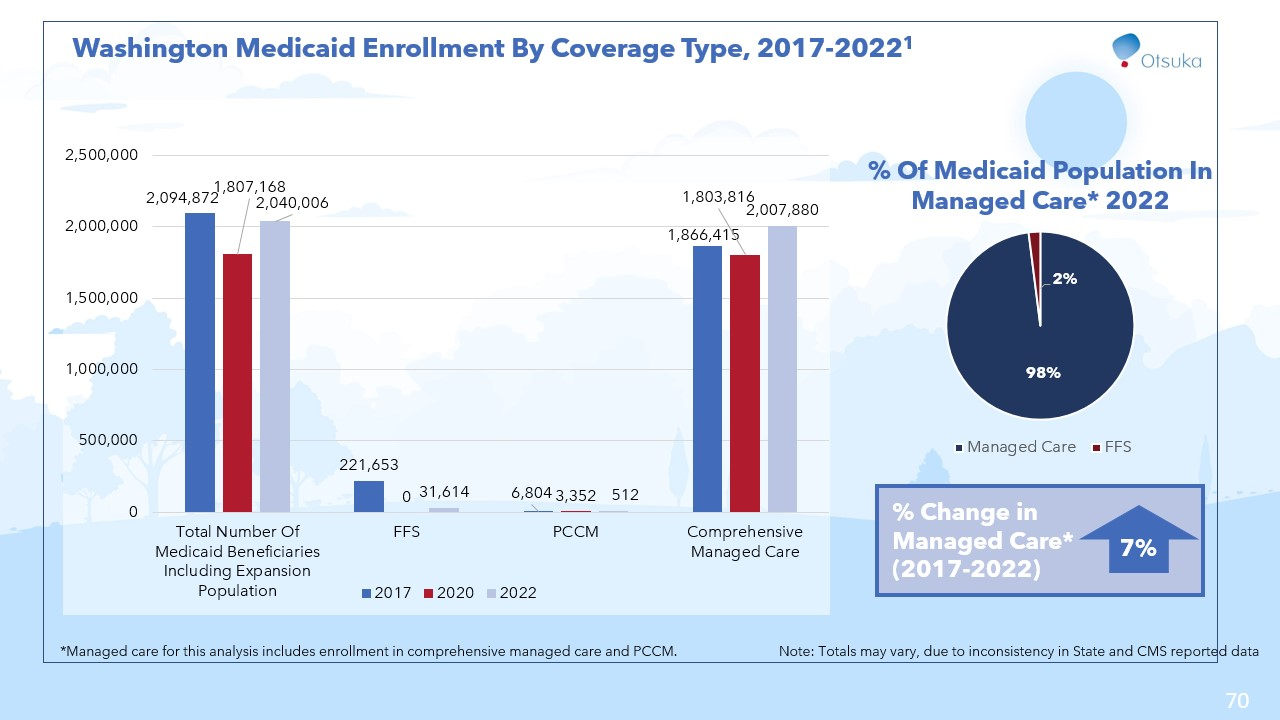 Washington Medicaid Enrollment By Coverage Type, 2017-2022¹
Otsuka
2,500,000
2,000,000
1,500,000
1,000,000
500,000
0
2,094,872
1,807,168
2,040,006
221,653
0
31,614
6,804
3,352
512
1,866,415
1,803,816
2,007,880
Total Number Of
Medicaid Beneficiaries
Including Expansion
Population
FFS
PCCM
Comprehensive
Managed Care
2017
2020
2022
% Of Medicaid Population In
Managed Care* 2022
2%
98%
Managed Care
FFS
% Change in
Managed Care*
(2017-2022)
7%
*Managed care for this analysis includes enrollment in comprehensive managed care and PCCM.
Note: Totals may vary, due to inconsistency in State and CMS reported data
70